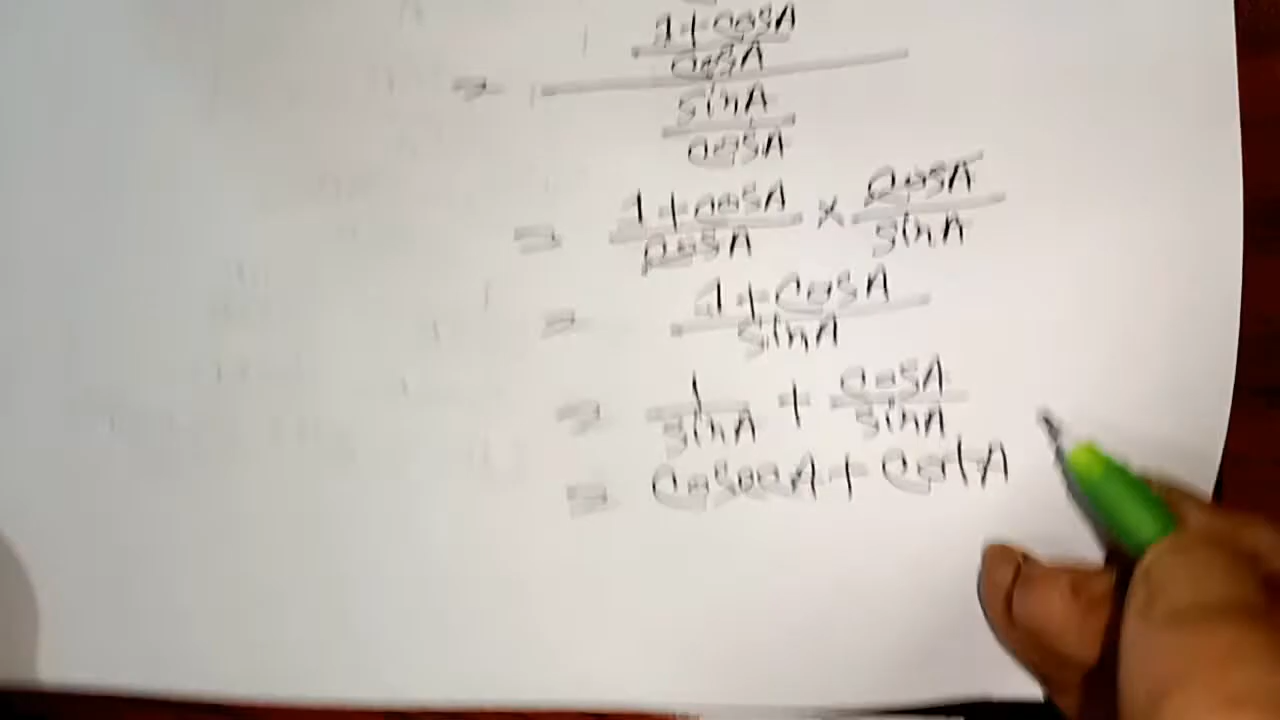 1+cosA
cosA
=
sinA
cosA
= 1+cosA/cosA × cosA/sinA
= 1+cosA/sinA
= 1/sinA + cosA/sinA
= cosecA + cotA